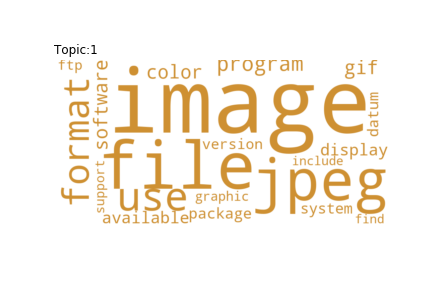 Topic:1
ftp
color
program
gif
image
format
software
datum
version
display
file
include
jpeg
support
use
graphic
available
package
system
find